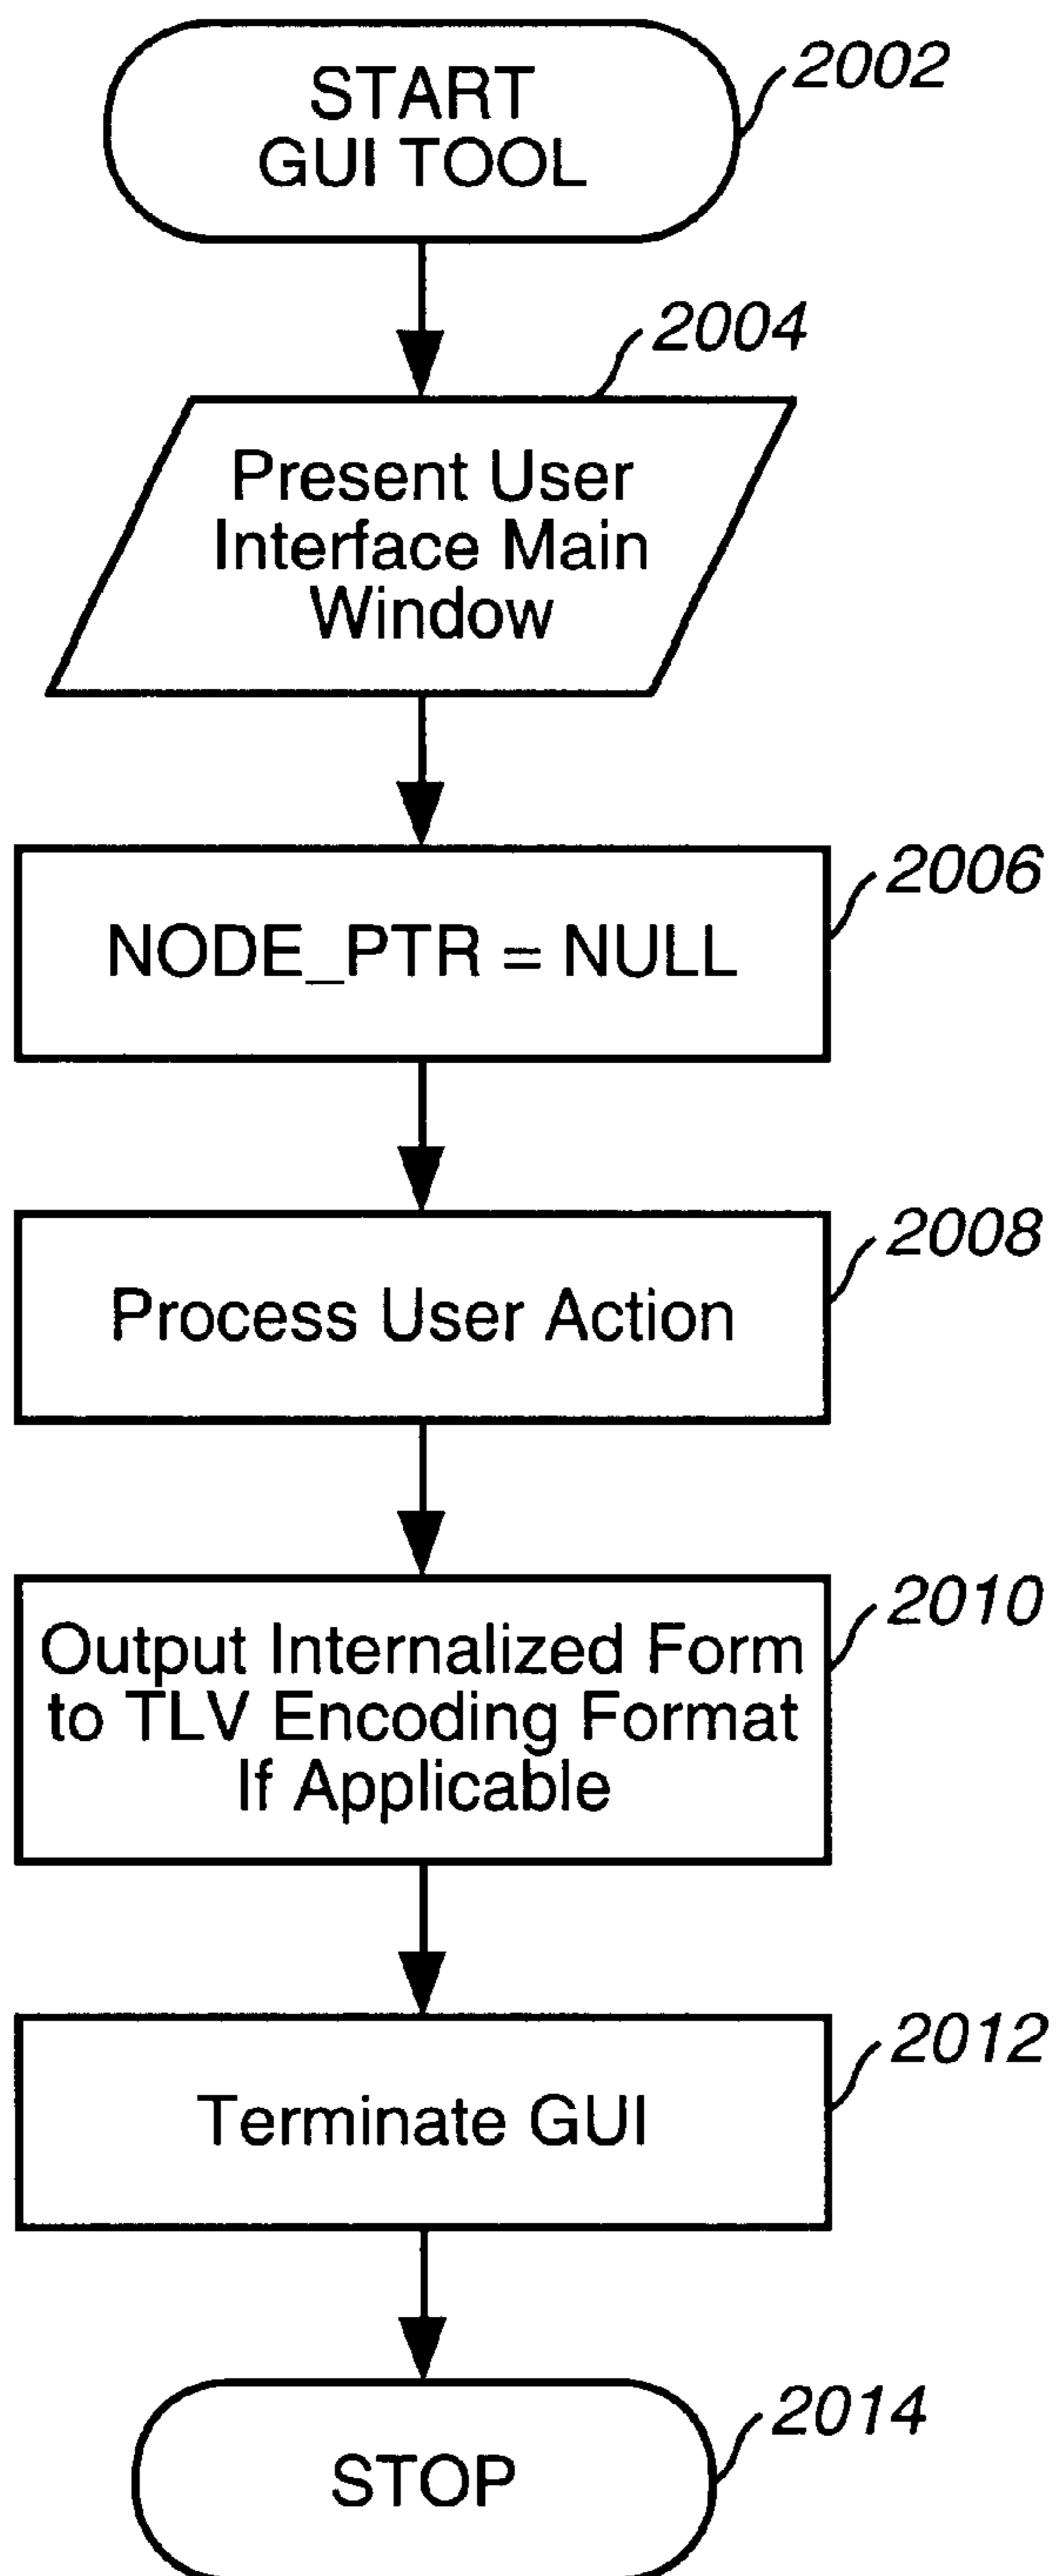 START
GUI TOOL
2002
2004
Present User
Interface Main
Window
2006
NODE_PTR = NULL
2008
Process User Action
2010
Output Internalized Form
to TLV Encoding Format
If Applicable
2012
Terminate GUI
2014
STOP